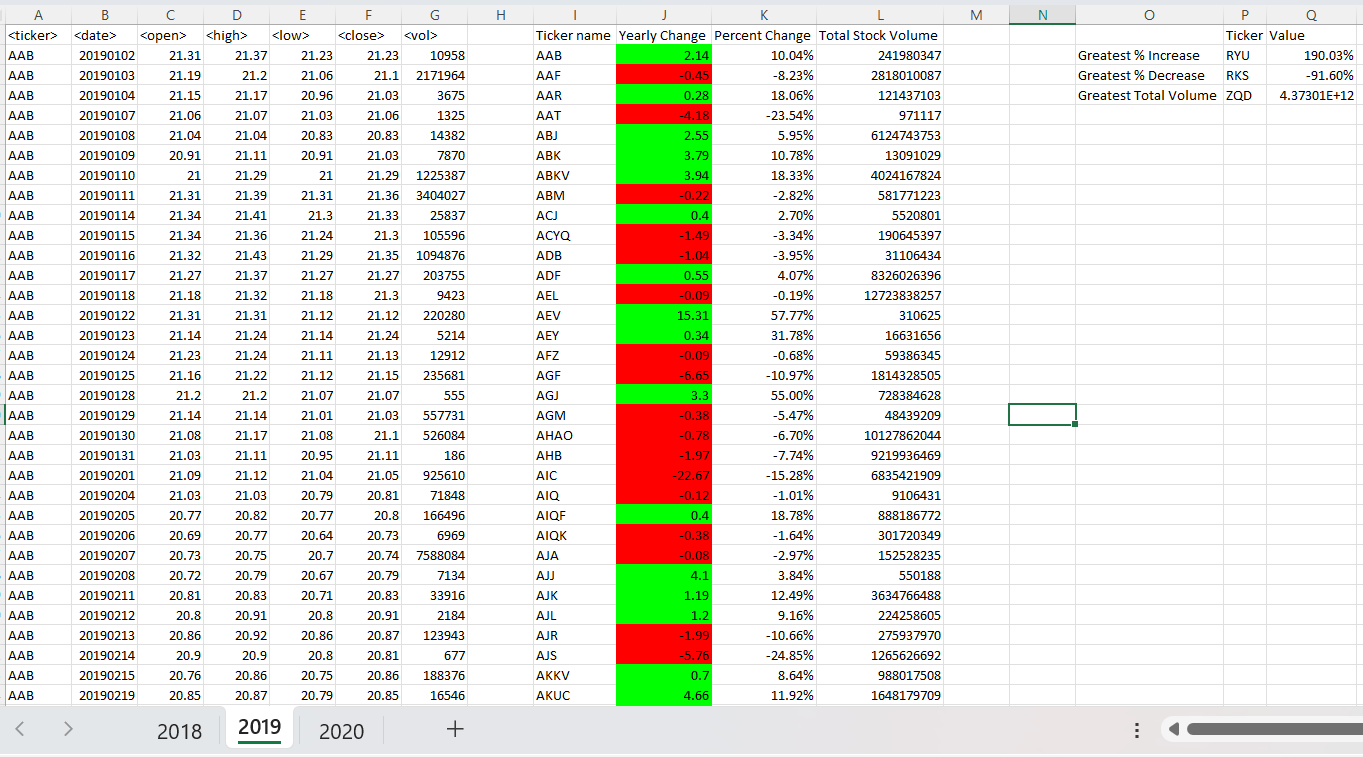 A B C D E F G H I J K L M N O P Q
<ticker> <date> <open> <high> <low> <close> <vol> Ticker name Yearly Change Percent Change Total Stock Volume Ticker Value
AAB 20190102 21.31 21.37 21.23 21.23 10958 AAB 2.14 10.04% 241980347 Greatest % Increase RYU 190.03%
AAB 20190103 21.19 21.2 21.06 21.1 2171964 AAF -0.45 -8.23% 2818010087 Greatest % Decrease RKS -91.60%
AAB 20190104 21.15 21.17 20.96 21.03 3675 AAR 0.28 18.06% 121437103 Greatest Total Volume ZQD 4.37301E+12
AAB 20190107 21.06 21.07 21.03 21.06 1325 AAT -4.18 -23.54% 971117
AAB 20190108 21.04 21.04 20.83 20.83 14382 ABJ 2.55 5.95% 6124743753
AAB 20190109 20.91 21.11 20.91 21.03 7870 ABK 3.79 10.78% 13091029
AAB 20190110 21 21.29 21 21.29 1225387 ABKV 3.94 18.33% 4024167824
AAB 20190111 21.31 21.39 21.31 21.36 3404027 ABM -0.22 -2.82% 581771223
AAB 20190114 21.34 21.41 21.3 21.33 25837 ACJ 0.4 2.70% 5520801
AAB 20190115 21.34 21.36 21.24 21.3 105596 ACYQ -1.49 -3.34% 190645397
AAB 20190116 21.32 21.43 21.29 21.35 1094876 ADB -1.04 -3.95% 31106434
AAB 20190117 21.27 21.37 21.27 21.27 203755 ADF 0.55 4.07% 8326026396
AAB 20190118 21.18 21.32 21.18 21.3 9423 AEL -0.09 -0.19% 12723838257
AAB 20190122 21.31 21.31 21.12 21.12 220280 AEV 15.31 57.77% 310625
AAB 20190123 21.14 21.24 21.14 21.24 5214 AEY 0.34 31.78% 16631656
AAB 20190124 21.23 21.24 21.11 21.13 12912 AFZ -0.09 -0.68% 59386345
AAB 20190125 21.16 21.22 21.12 21.15 235681 AGF -6.65 -10.97% 1814328505
AAB 20190128 21.2 21.2 21.07 21.07 555 AGJ 3.3 55.00% 728384628
AAB 20190129 21.14 21.14 21.01 21.03 557731 AGM -0.38 -5.47% 48439209
AAB 20190130 21.08 21.17 21.08 21.1 526084 AHAO -0.78 -6.70% 10127862044
AAB 20190131 21.03 21.11 20.95 21.11 186 AHB -1.97 -7.74% 9219936469
AAB 20190201 21.09 21.12 21.04 21.05 925610 AIC -22.67 -15.28% 6835421909
AAB 20190204 21.03 21.03 20.79 20.81 71848 AIQ -0.12 -1.01% 9106431
AAB 20190205 20.77 20.82 20.77 20.8 166496 AIQF 0.4 18.78% 888186772
AAB 20190206 20.69 20.77 20.64 20.73 6969 AIQK -0.38 -1.64% 301720349
AAB 20190207 20.73 20.75 20.7 20.74 7588084 AJA -0.08 -2.97% 152528235
AAB 20190208 20.72 20.79 20.67 20.79 7134 AJJ 4.1 3.84% 550188
AAB 20190211 20.81 20.83 20.71 20.83 33916 AJK 1.19 12.49% 3634766488
AAB 20190212 20.8 20.91 20.8 20.91 2184 AJL 1.2 9.16% 224258605
AAB 20190213 20.86 20.92 20.86 20.87 123943 AJR -1.99 -10.66% 275937970
AAB 20190214 20.9 20.9 20.8 20.81 677 AJS -5.76 -24.85% 1265626692
AAB 20190215 20.76 20.86 20.75 20.86 188376 AKKV 0.7 8.64% 988017508
AAB 20190219 20.85 20.87 20.79 20.85 16546 AKUC 4.66 11.92% 1648179709
2018 2019 2020